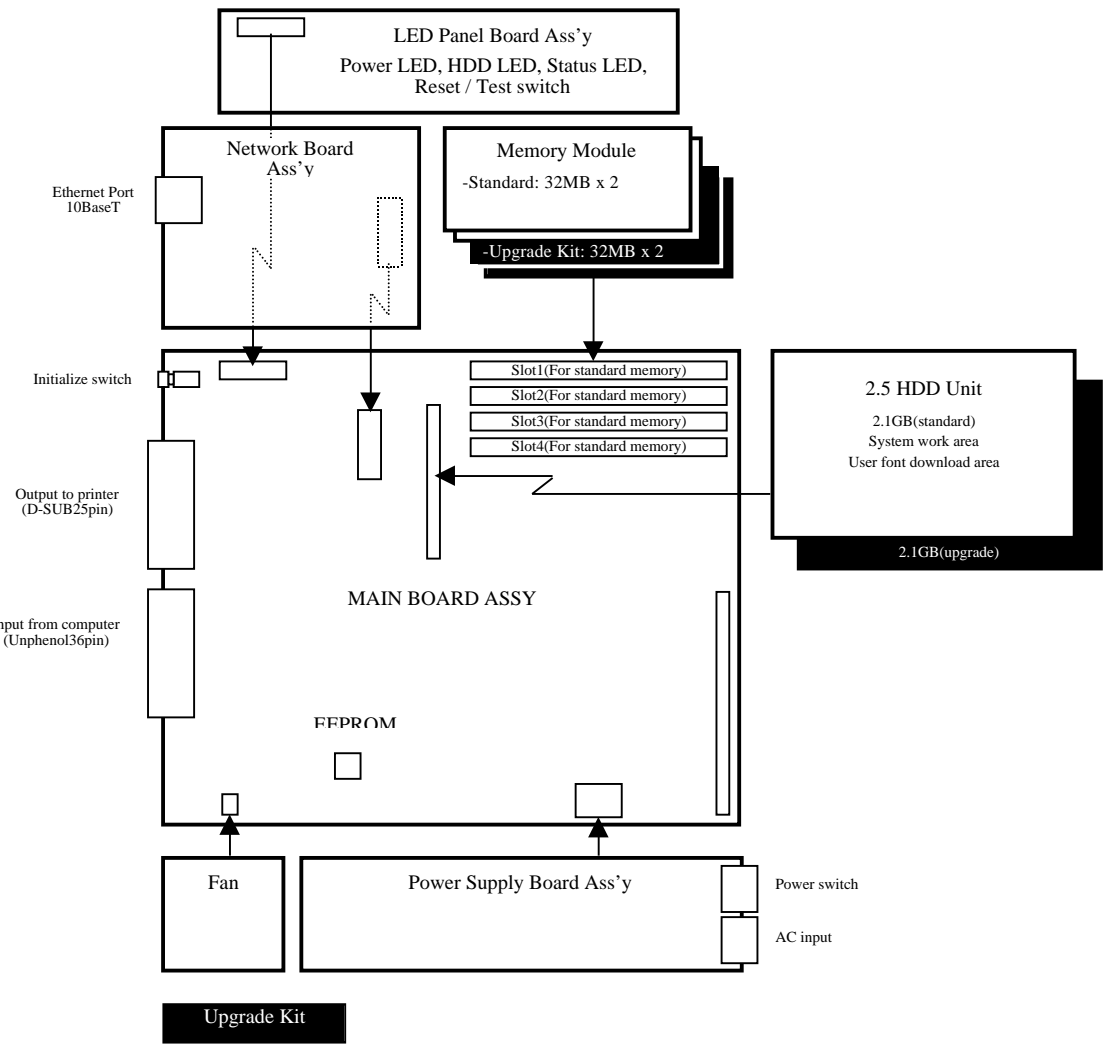 LED Panel Board Ass'y
Power LED, HDD LED, Status LED,
Reset / Test switch
Network Board
Ass'y
Memory Module
-Standard: 32MB x 2
-Upgrade Kit: 32MB x 2
Ethernet Port
10BaseT
Initialize switch
Slot1(For standard memory)
Slot2(For standard memory)
Slot3(For standard memory)
Slot4(For standard memory)
2.5 HDD Unit
2.1GB(standard)
System work area
User font download area
2.1GB(upgrade)
Output to printer
(D-SUB25pin)
MAIN BOARD ASSY
nput from computer
(Unphenol36pin)
EEPROM
Fan
Power Supply Board Ass'y
Power switch
AC input
Upgrade Kit